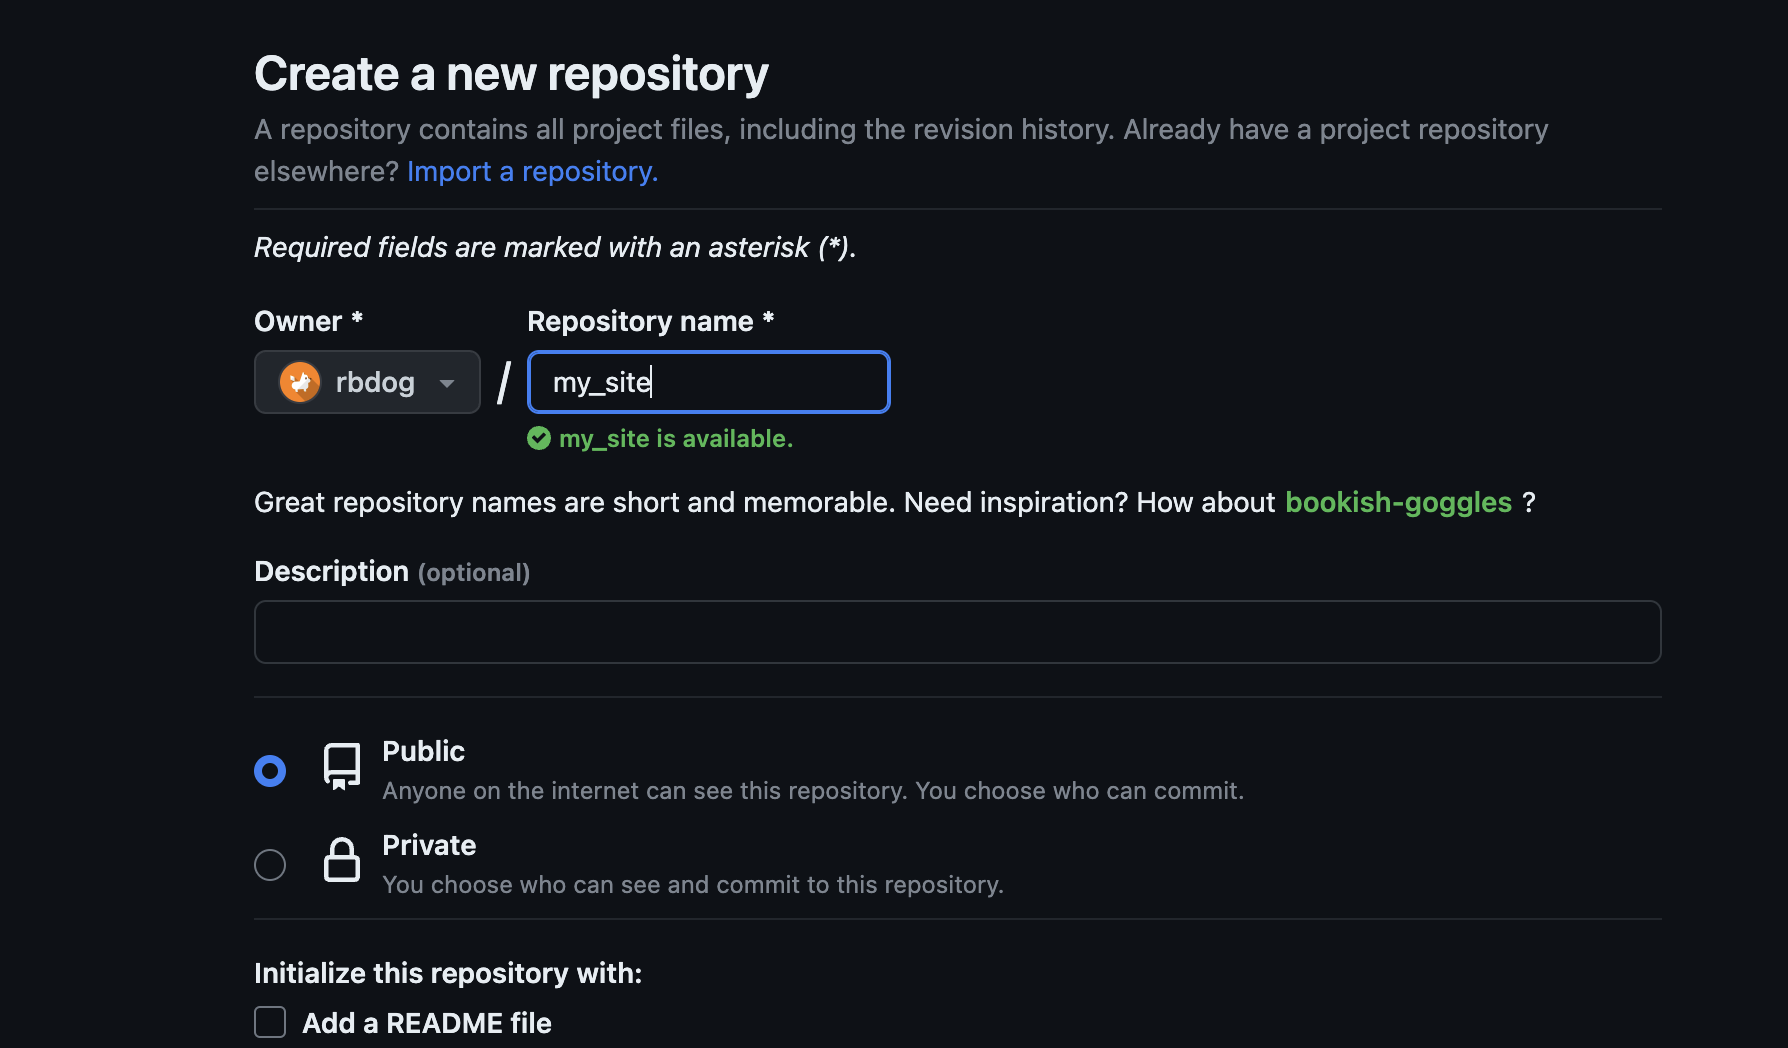 Create a new repository
A repository contains all project files, including the revision history. Already have a project repository
elsewhere? Import a repository.
Required fields are marked with an asterisk (*).
Owner * Repository name *
rbdog / my_site
my_site is available.
Great repository names are short and memorable. Need inspiration? How about bookish-goggles ?
Description (optional)
Public
Anyone on the internet can see this repository. You choose who can commit.
Private
You choose who can see and commit to this repository.
Initialize this repository with:
Add a README file